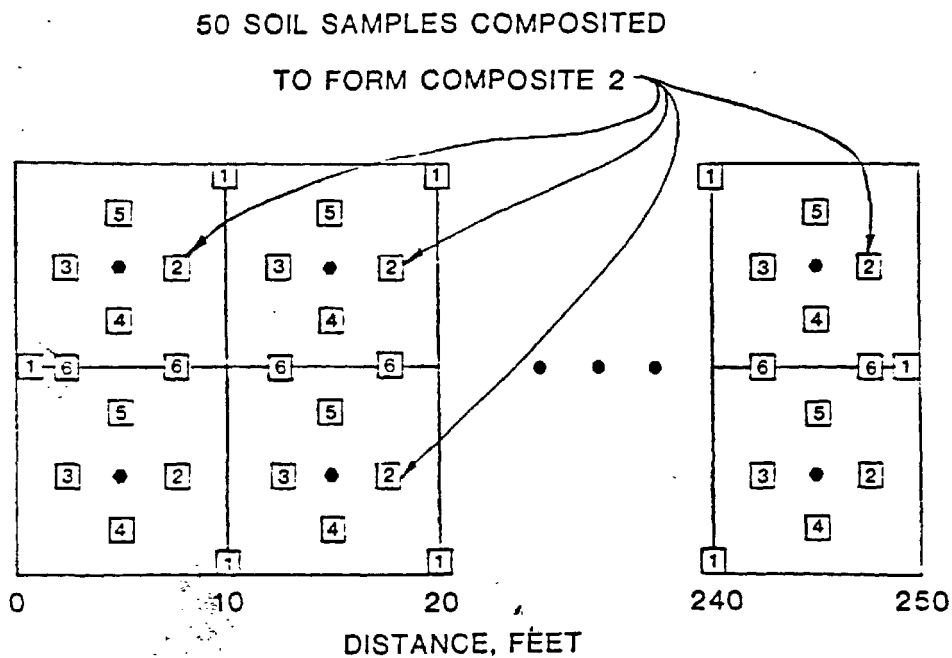 50 SOIL SAMPLES COMPOSITED
TO FORM COMPOSITE 2
1 1 1
5 5 5
3 2 3 2 3 2
4 4 4
1 6 6 6 6 6 6 1
5 5 5
3 2 3 2 3 2
4 4 4
1 1 1
0 10 20 240 250
DISTANCE, FEET